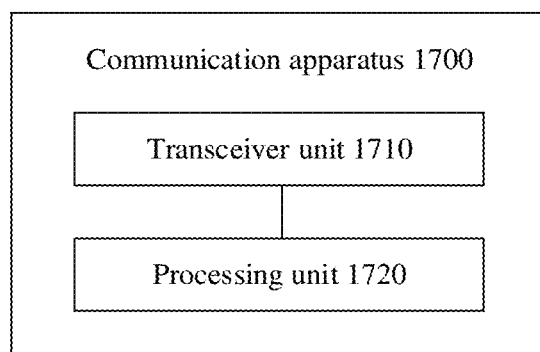 Communication apparatus 1700
Transceiver unit 1710
Processing unit 1720